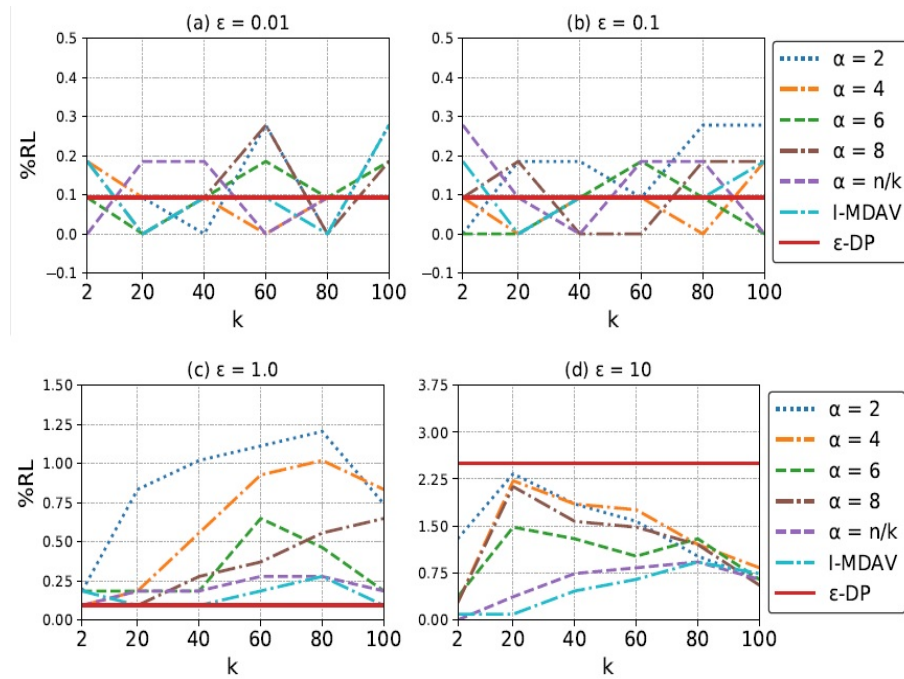 (a) ε = 0.01
(b) ε = 0.1
%RL
0.5
0.4
0.3
0.2
0.1
0.0
−0.1
2
20
40
60
80
100
k
0.5
0.4
0.3
0.2
0.1
0.0
−0.1
2
20
40
60
80
100
k
α = 2
α = 4
α = 6
α = 8
α = n/k
I-MDAV
ε-DP
(c) ε = 1.0
(d) ε = 10
%RL
1.50
1.25
1.00
0.75
0.50
0.25
0.00
2
20
40
60
80
100
k
3.75
3.00
2.25
1.50
0.75
0.00
2
20
40
60
80
100
k
α = 2
α = 4
α = 6
α = 8
α = n/k
I-MDAV
ε-DP